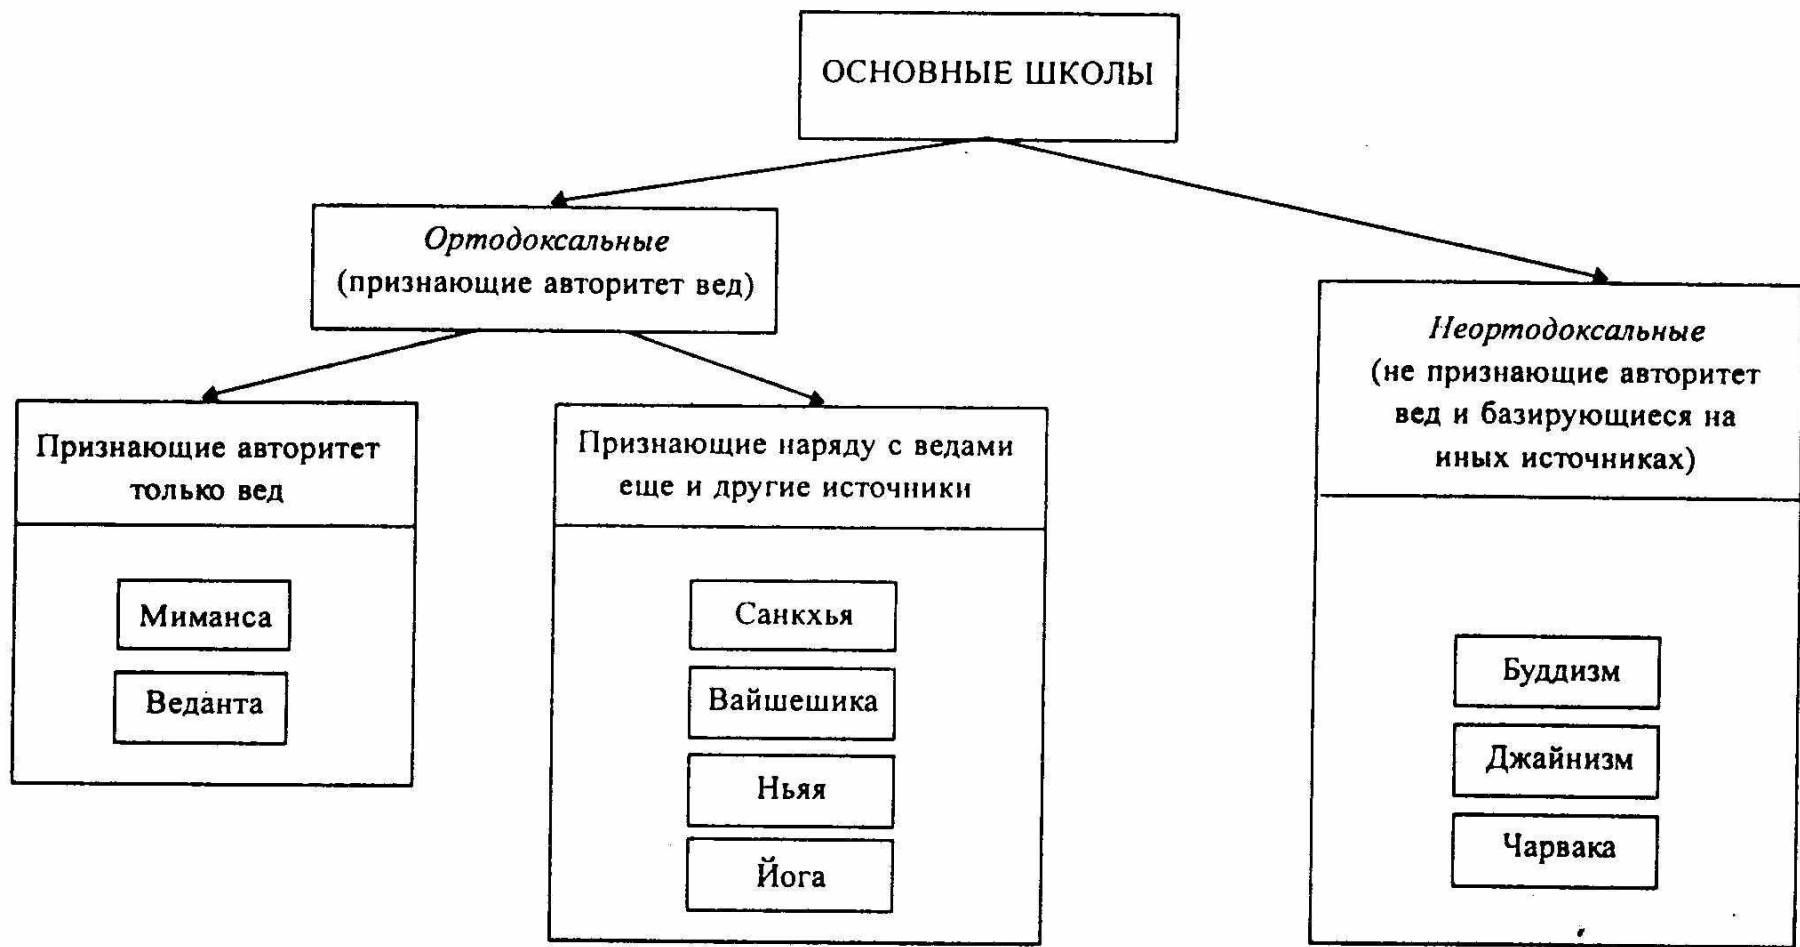 ОСНОВНЫЕ ШКОЛЫ
Ортодоксальные
(признающие авторитет вед)
Признающие авторитет
только вед
Миманса
Веданта
Признающие наряду с ведами
еще и другие источники
Санкхья
Вайшешика
Ньяя
Йога
Неортодоксальные
(не признающие авторитет
вед и базирующиеся на
иных источниках)
Буддизм
Джайнизм
Чарвака